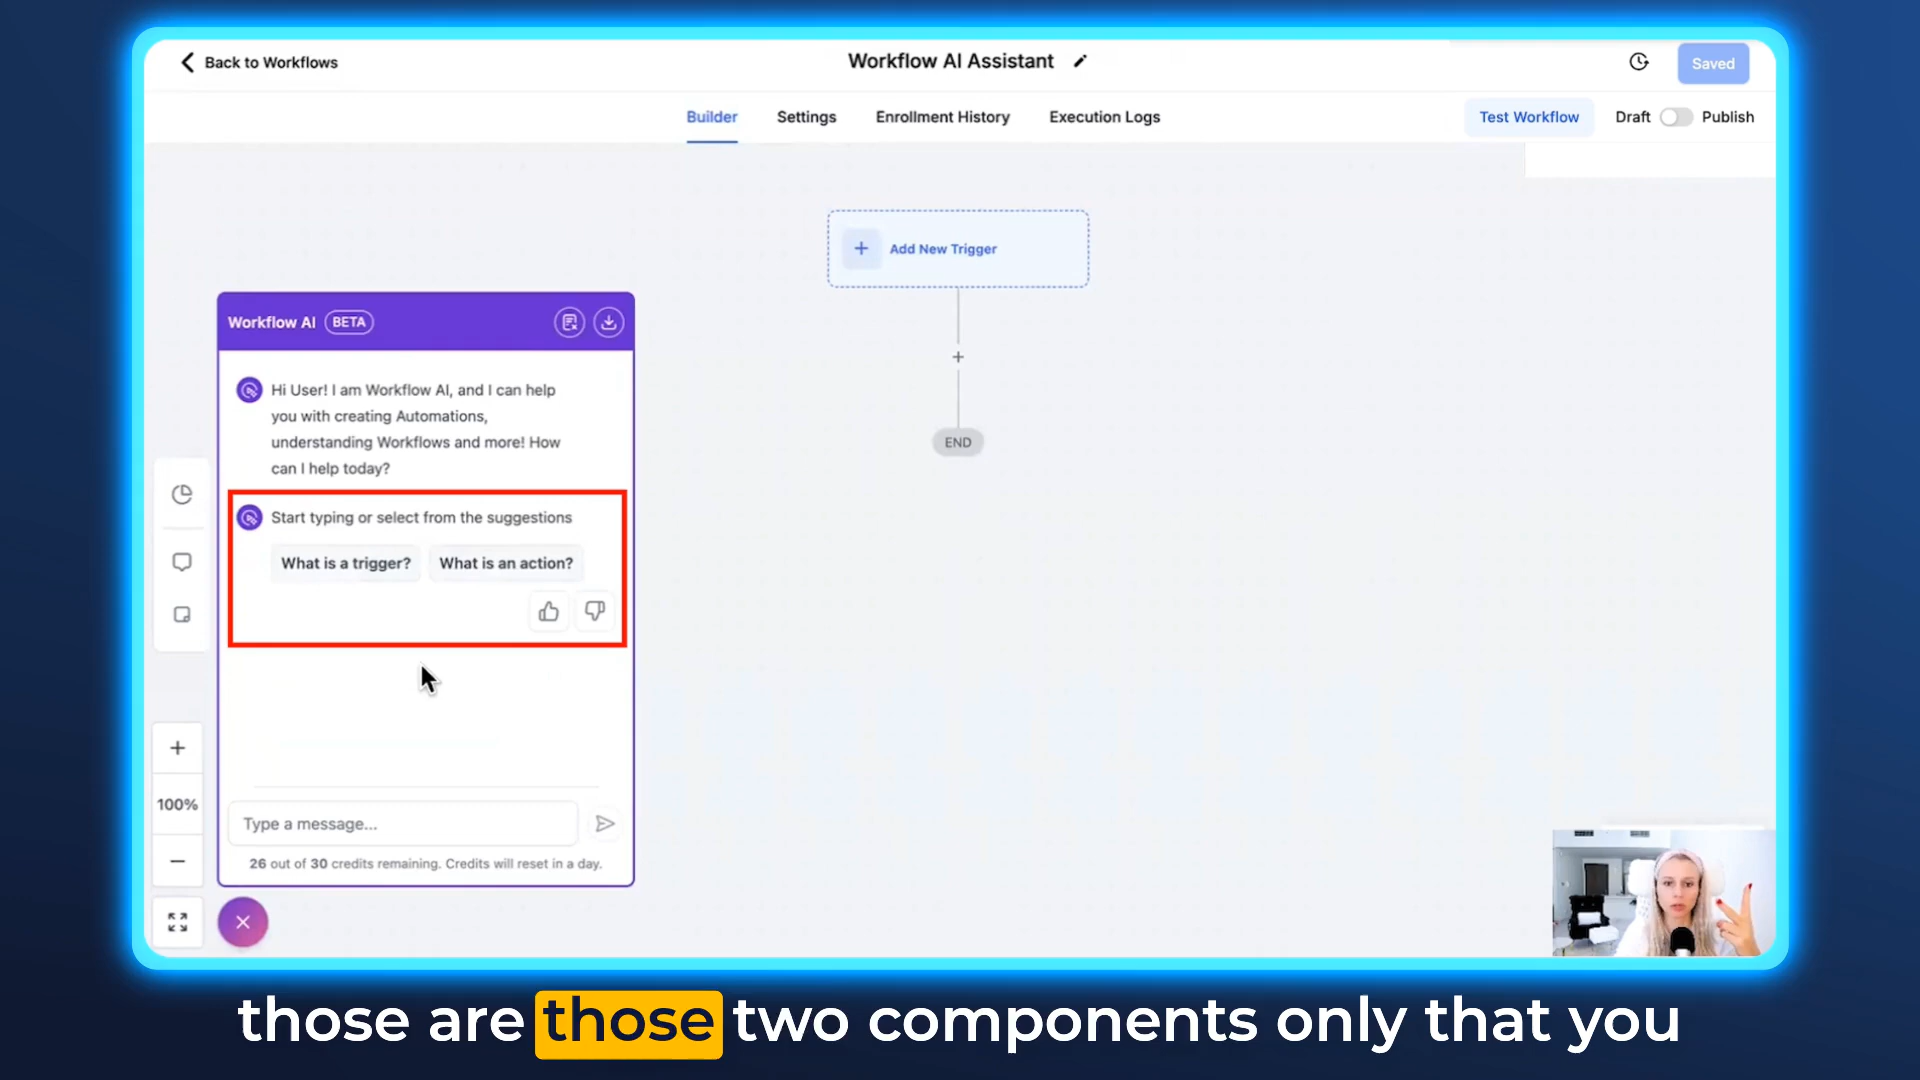 Back to Workflows
Workflow AI Assistant
Saved
Builder
Settings
Enrollment History
Execution Logs
Test Workflow
Draft
Publish
Add New Trigger
END
Workflow AI
BETA
Hi User! I am Workflow AI, and I can help
you with creating Automations,
understanding Workflows and more! How
can I help today?
Start typing or select from the suggestions
What is a trigger?
What is an action?
100%
Type a message...
26 out of 30 credits remaining. Credits will reset in a day.
those are those two components only that you